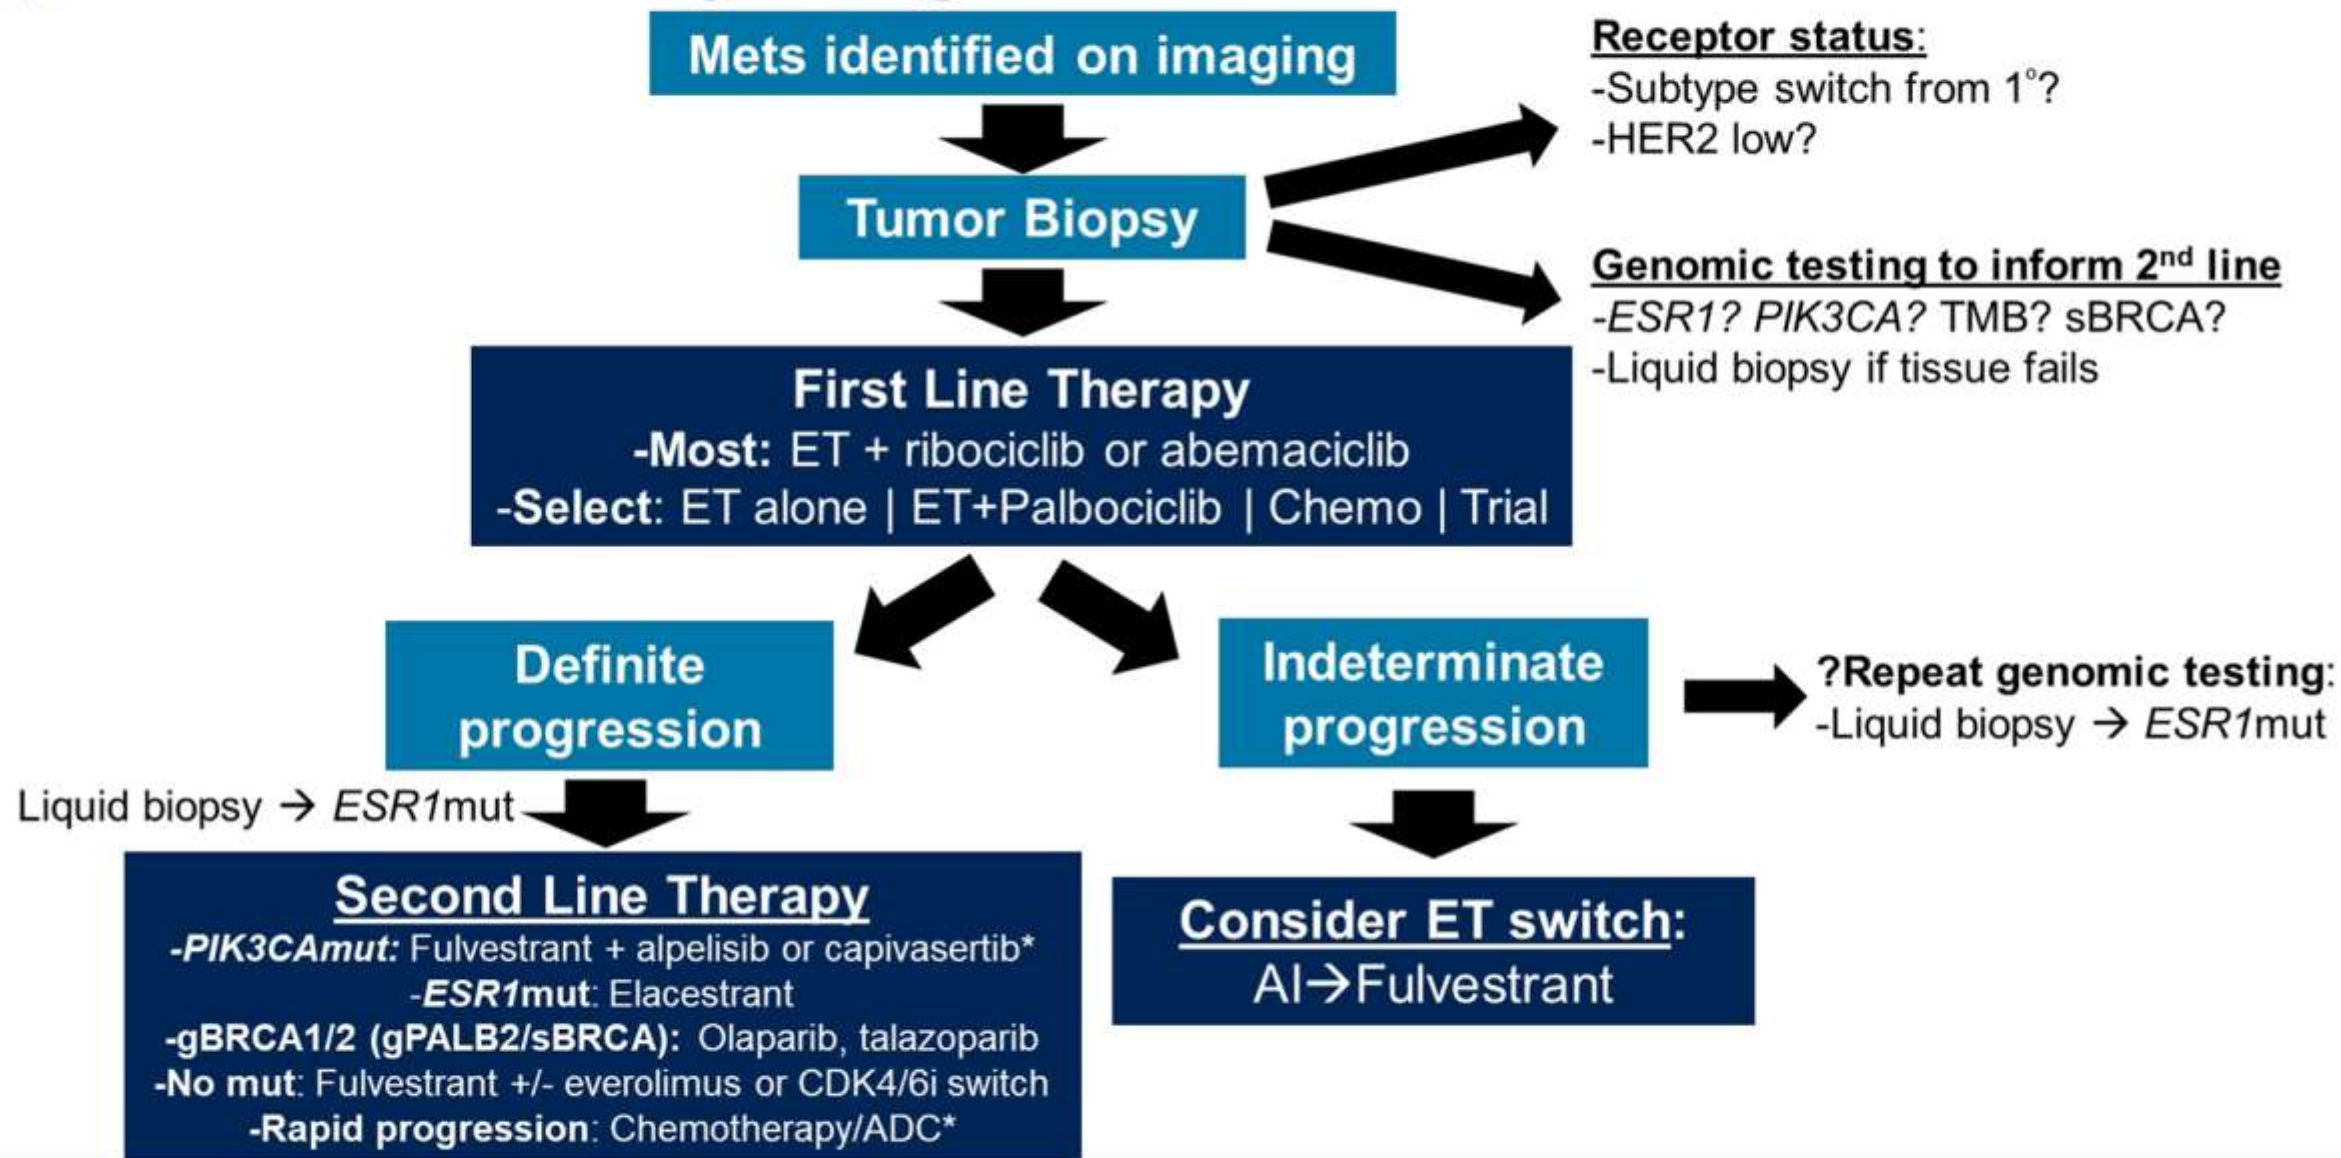 Mets identified on imaging
Receptor status:
-Subtype switch from 1°?
-HER2 low?
Tumor Biopsy
Genomic testing to inform 2nd line
-ESR1? PIK3CA? TMB? sBRCA?
-Liquid biopsy if tissue fails
First Line Therapy
-Most: ET + ribociclib or abemaciclib
-Select: ET alone | ET+Palbociclib | Chemo | Trial
Definite
progression
Indeterminate
progression
?Repeat genomic testing:
-Liquid biopsy → ESR1mut
Liquid biopsy → ESR1mut
Second Line Therapy
-PIK3CAmut: Fulvestrant + alpelisib or capivasertib*
-ESR1mut: Elacestrant
-gBRCA1/2 (gPALB2/sBRCA): Olaparib, talazoparib
-No mut: Fulvestrant +/- everolimus or CDK4/6i switch
-Rapid progression: Chemotherapy/ADC*
Consider ET switch:
AI→Fulvestrant